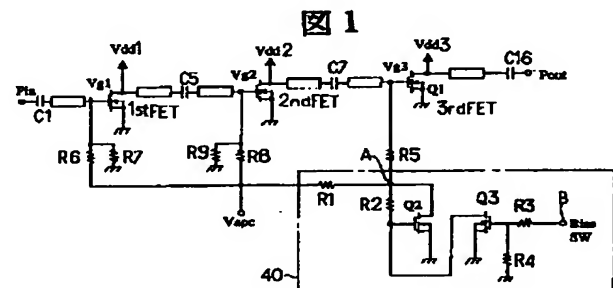 図1
Vdd1
Vdd2
Vdd3
Pin
C1
Vg1
1stFET
C5
Vg2
2ndFET
C7
Vg3
Q1
3rdFET
C16
Pout
R6
R7
R9
R8
R5
A
Vapc
R1
R2
Q2
Q3
R3
B
Bias
SW
R4
40